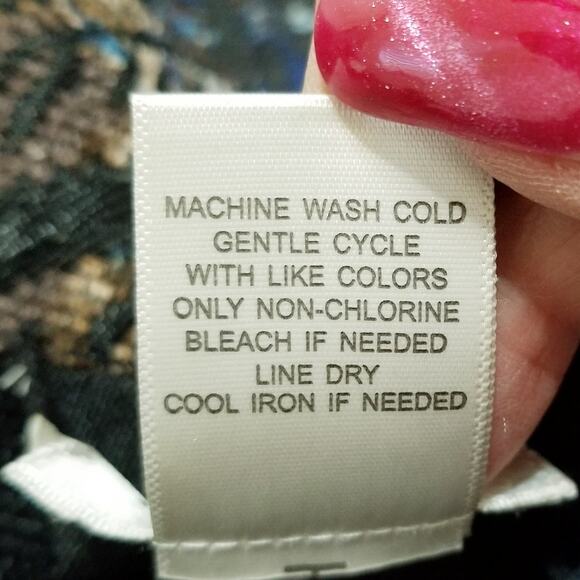 MACHINE WASH COLD
GENTLE CYCLE
WITH LIKE COLORS
ONLY NON-CHLORINE
BLEACH IF NEEDED
LINE DRY
COOL IRON IF NEEDED